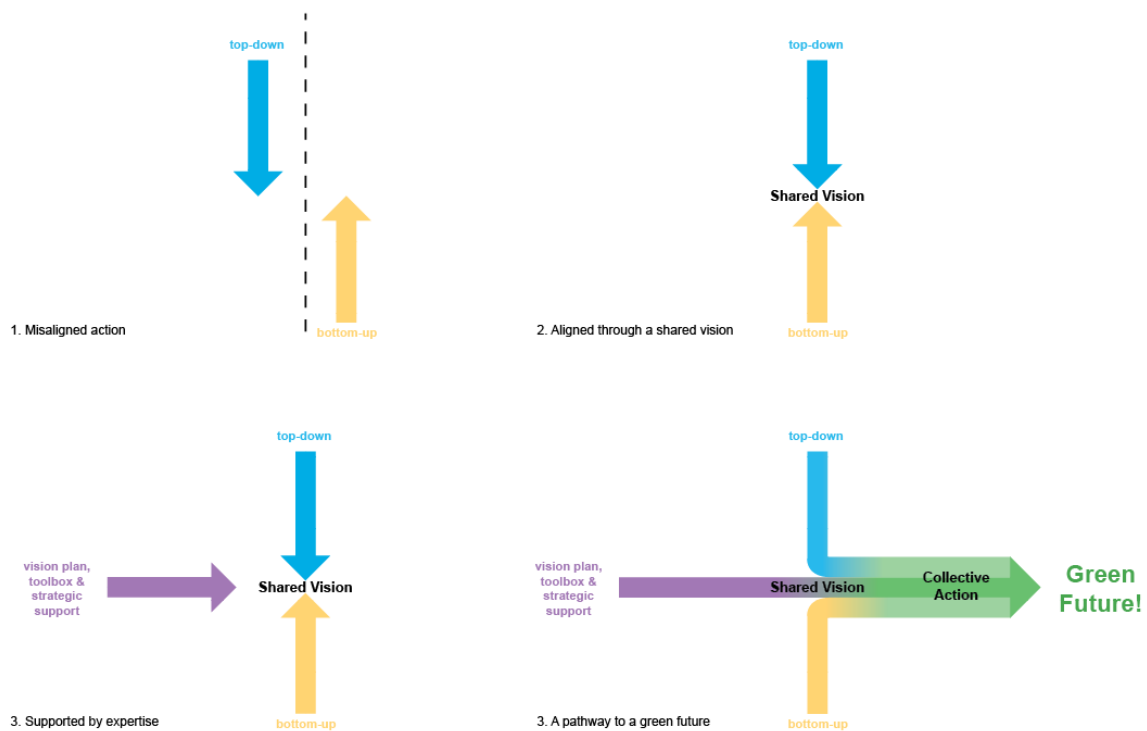 top-down
bottom-up
1. Misaligned action
top-down
Shared Vision
bottom-up
2. Aligned through a shared vision
top-down
vision plan,
toolbox &
strategic
support
Shared Vision
bottom-up
3. Supported by expertise
top-down
vision plan,
toolbox &
strategic
support
Shared Vision
Collective
Action
Green
Future!
bottom-up
3. A pathway to a green future